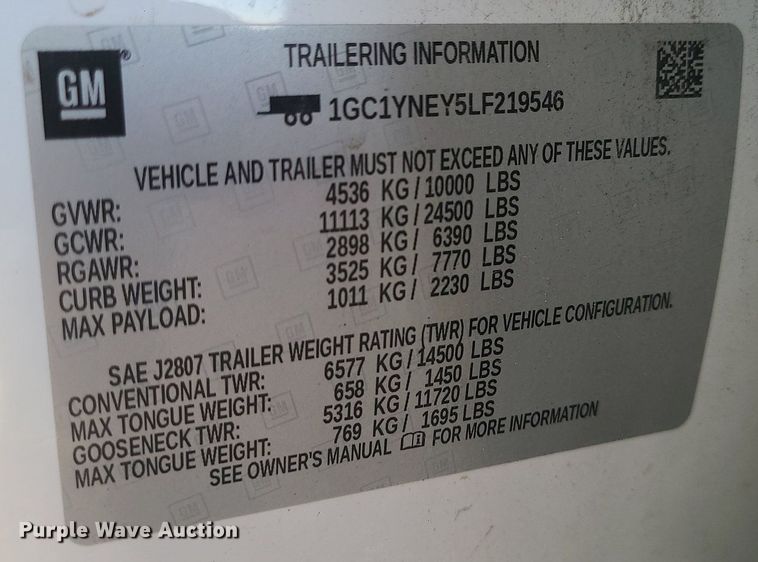 GM®
TRAILERING INFORMATION
1GC1YNEY5LF219546
VEHICLE AND TRAILER MUST NOT EXCEED ANY OF THESE VALUES.
GVWR: 4536 KG/10000 LBS
GCWR: 11113 KG/24500 LBS
RGAWR: 2898 KG/ 6390 LBS
CURB WEIGHT: 3525 KG/ 7770 LBS
MAX PAYLOAD: 1011 KG/ 2230 LBS
SAE J2807 TRAILER WEIGHT RATING (TWR) FOR VEHICLE CONFIGURATION.
CONVENTIONAL TWR: 6577 KG/14500 LBS
MAX TONGUE WEIGHT: 658 KG/ 1450 LBS
GOOSENECK TWR: 5316 KG/11720 LBS
MAX TONGUE WEIGHT: 769 KG/ 1695 LBS
SEE OWNER'S MANUAL FOR MORE INFORMATION
Purple Wave Auction